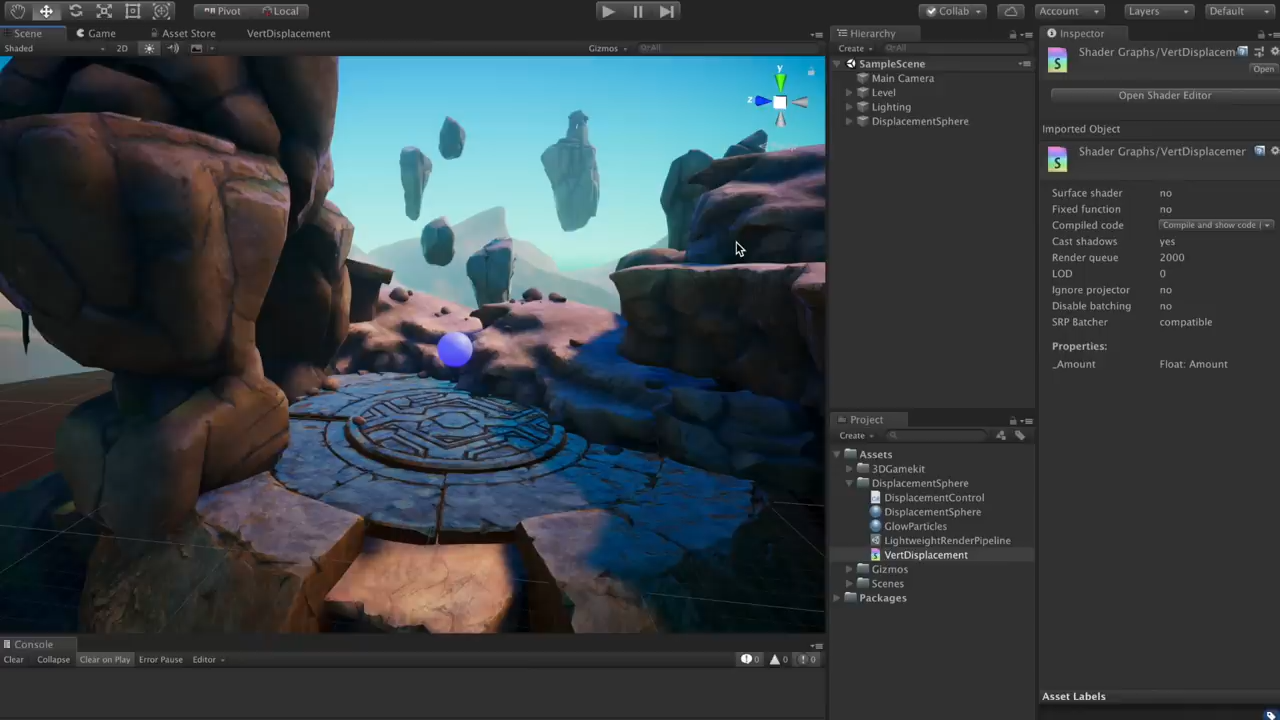 Pivot Local Collab Account Layers Default
Scene Game Asset Store VertDisplacement
Shaded 2D Gizmos All
y
z
Hierarchy
Create All
SampleScene
Main Camera
Level
Lighting
DisplacementSphere
Project
Create
Assets
3DGamekit
DisplacementSphere
DisplacementControl
DisplacementSphere
GlowParticles
LightweightRenderPipeline
VertDisplacement
Gizmos
Scenes
Packages
Inspector
Shader Graphs/VertDisplacem
Open
Open Shader Editor
Imported Object
Shader Graphs/VertDisplacemer
Surface shader no
Fixed function no
Compiled code Compile and show code
Cast shadows yes
Render queue 2000
LOD 0
Ignore projector no
Disable batching no
SRP Batcher compatible
Properties:
_Amount Float: Amount
Asset Labels
Console
Clear Collapse Clear on Play Error Pause Editor 0 0 0